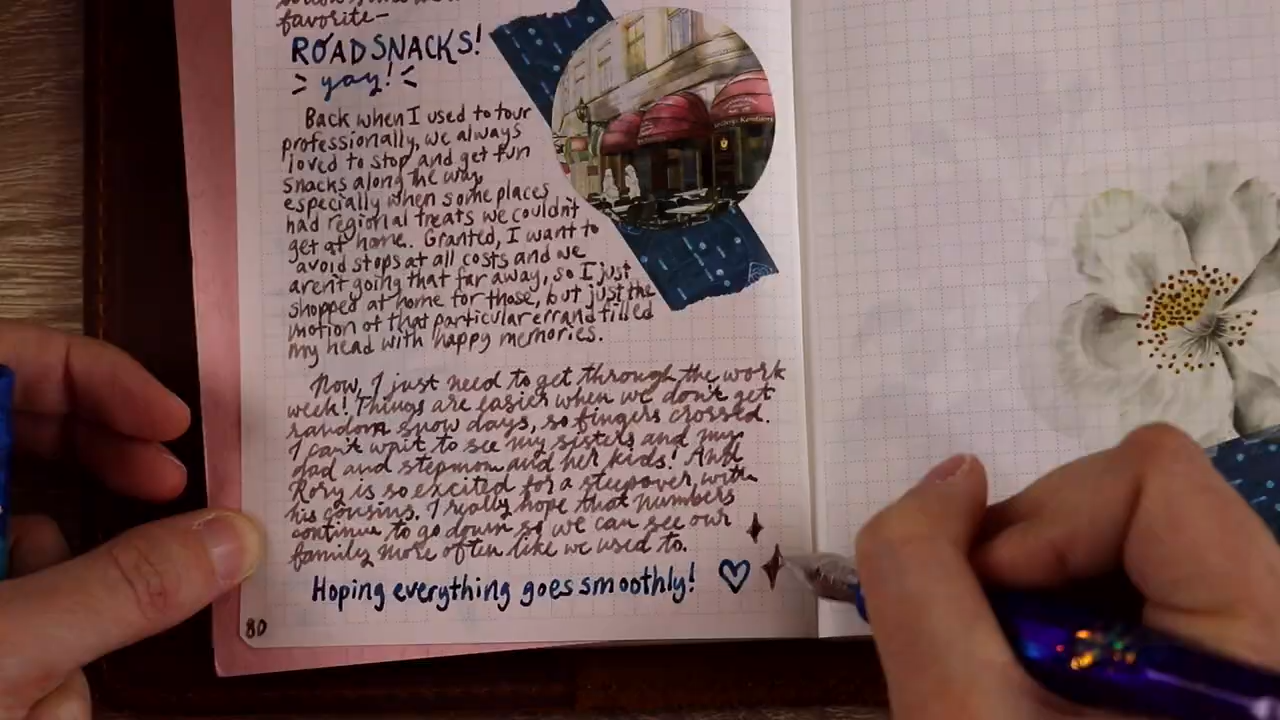 favorite-
ROAD SNACKS!
yay!
Back when I used to tour
professionally, we always
loved to stop and get fun
snacks along the way,
especially when some places
had regional treats we couldn't
get at home. Granted, I want to
avoid stops at all costs and we
aren't going that far away, so I just
shopped at home for those, but just the
motion of that particular errand filled
my head with happy memories.
Now, I just need to get through the work
week! Things are easier when we don't get
random snow days, so fingers crossed.
I can't wait to see my sisters and my
dad and stepmom and her kids! And
Rory is so excited for a sleepover with
his cousins. I really hope that numbers
continue to go down so we can see our
family more often like we used to.
Hoping everything goes smoothly!
80